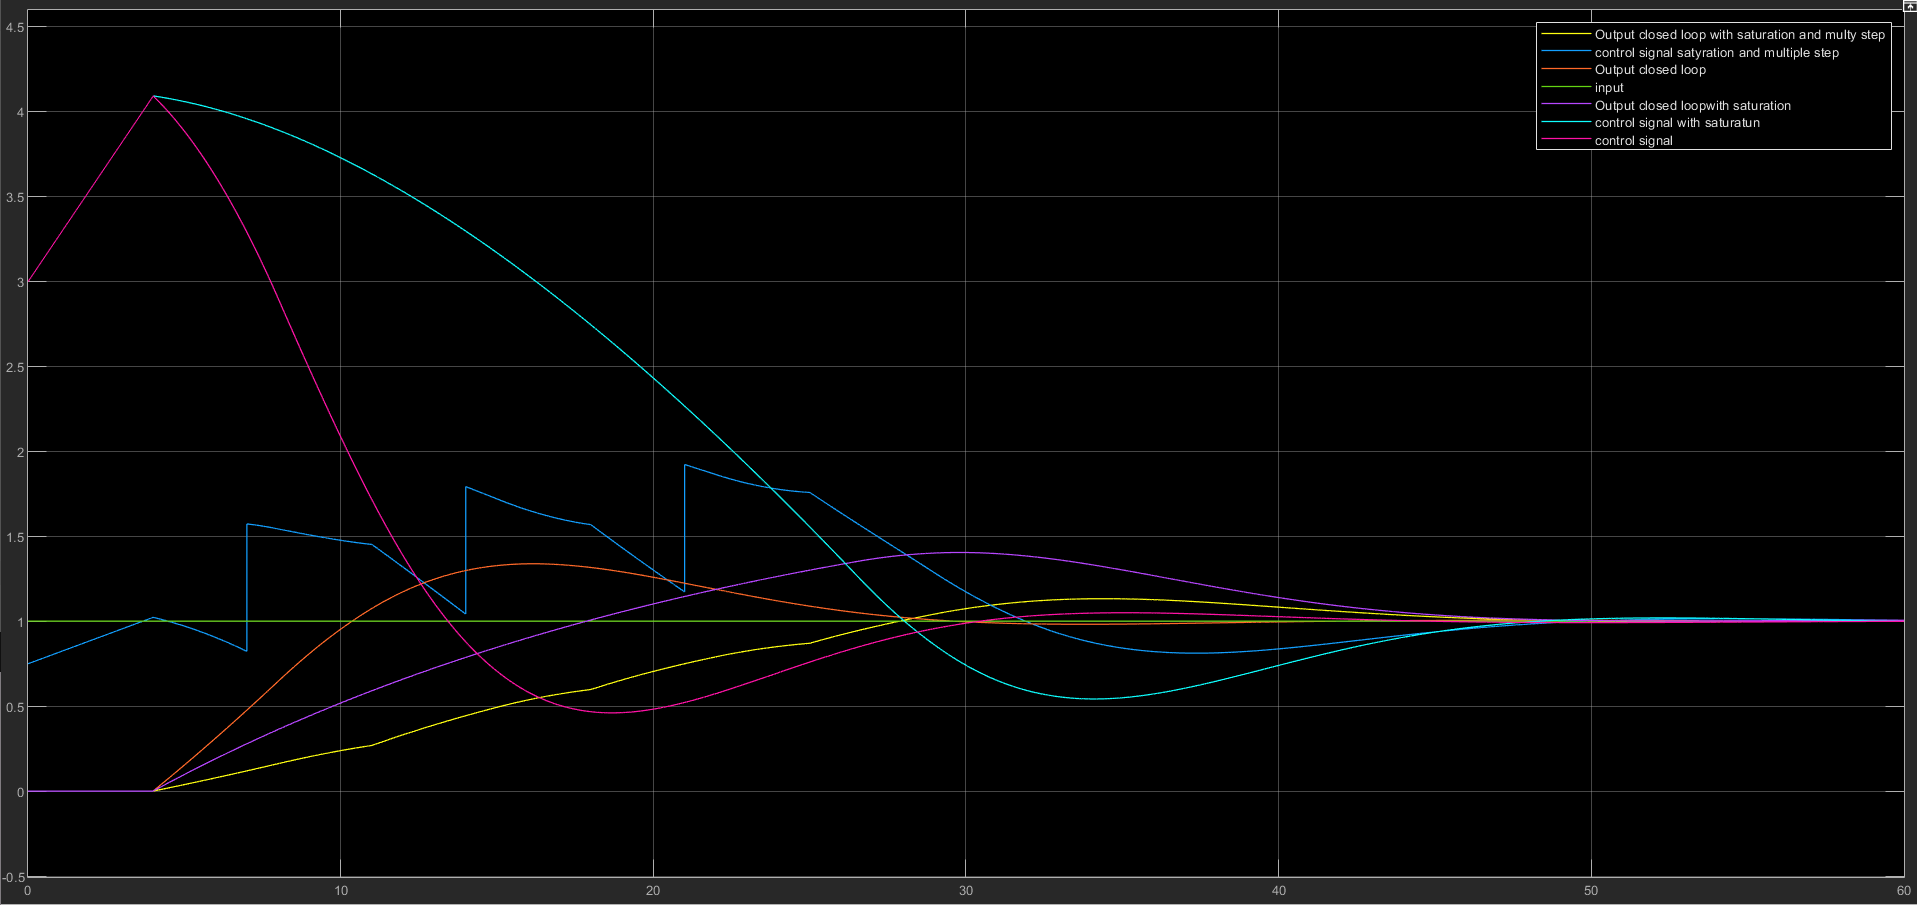 4.5
4
3.5
3
2.5
2
1.5
1
0.5
0
-0.5
0 10 20 30 40 50 60
Output closed loop with saturation and multy step
control signal satyration and multiple step
Output closed loop
input
Output closed loopwith saturation
control signal with saturatun
control signal